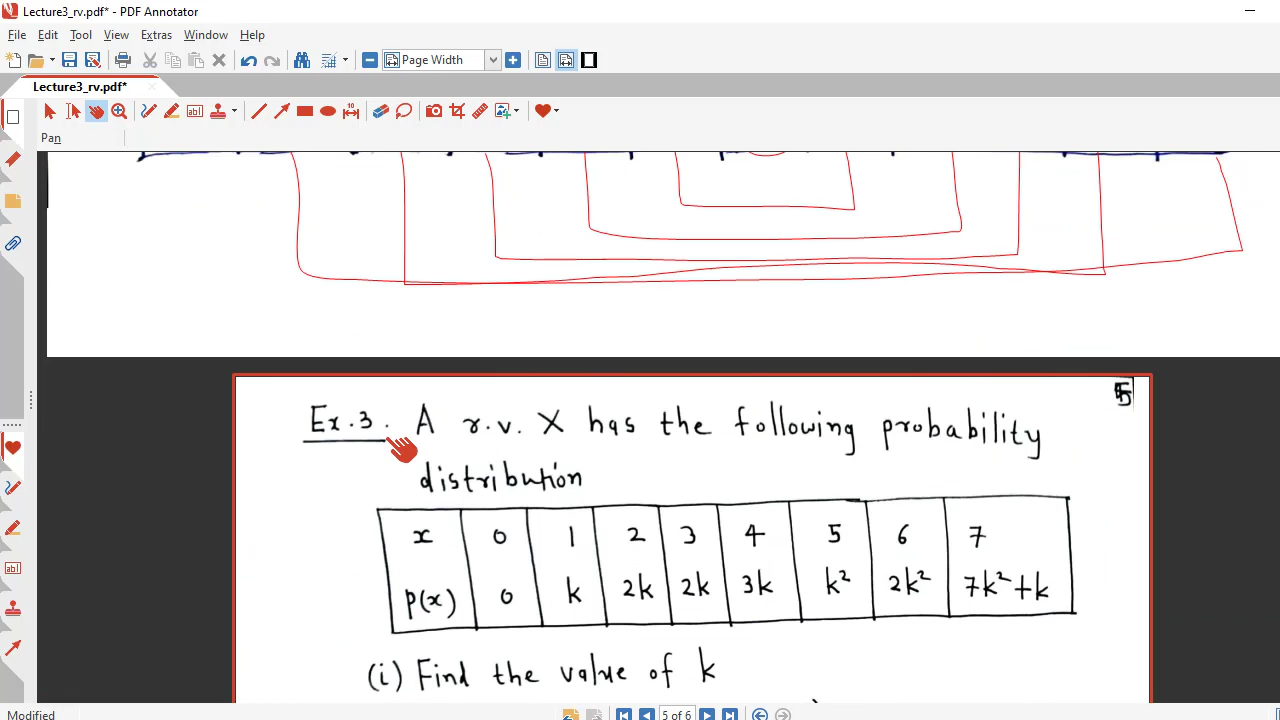 Lecture3_rv.pdf* - PDF Annotator
File Edit Tool View Extras Window Help
Page Width
Lecture3_rv.pdf*
Pan
5
Ex.3. A r.v. X has the following probability
distribution
x 0 1 2 3 4 5 6 7
p(x) 0 k 2k 2k 3k k² 2k² 7k²+k
(i) Find the value of k
Modified
5 of 6